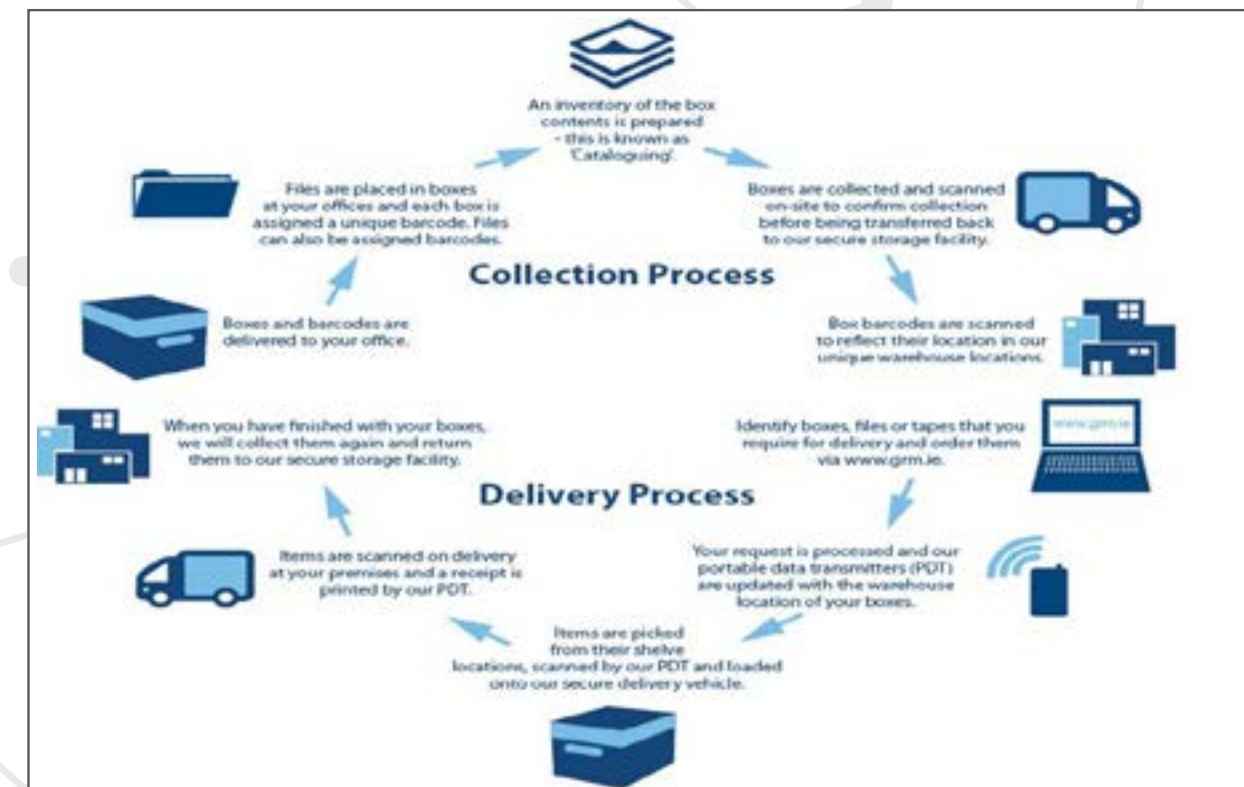 An inventory of the box
contents is prepared
- this is known as
'Cataloguing'.
Files are placed in boxes
at your offices and each box is
assigned a unique barcode. Files
can also be assigned barcodes.
Boxes are collected and scanned
on-site to confirm collection
before being transferred back
to our secure storage facility.
Collection Process
Boxes and barcodes are
delivered to your office.
Box barcodes are scanned
to reflect their location in our
unique warehouse locations.
When you have finished with your boxes,
we will collect them again and return
them to our secure storage facility.
Identify boxes, files or tapes that you
require for delivery and order them
via www.grm.ie.
www.grm.ie
Delivery Process
Items are scanned on delivery
at your premises and a receipt is
printed by our PDT.
Your request is processed and our
portable data transmitters (PDT)
are updated with the warehouse
location of your boxes.
Items are picked
from their shelve
locations, scanned by our PDT and loaded
onto our secure delivery vehicle.